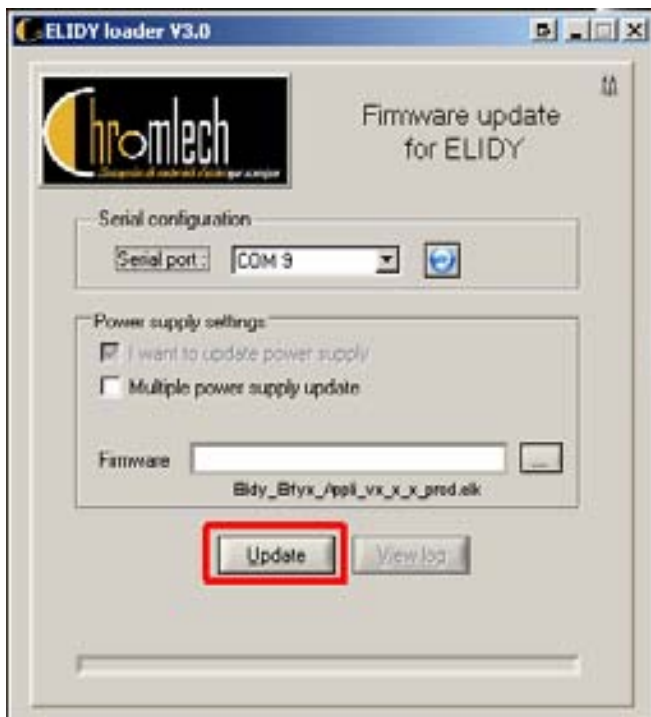 ELIDY loader V3.0
Chromlech
Firmware update
for ELIDY
Serial configuration
Serial port :
COM 9
Power supply settings
I want to update power supply
Multiple power supply update
Firmware
...
Update
View log